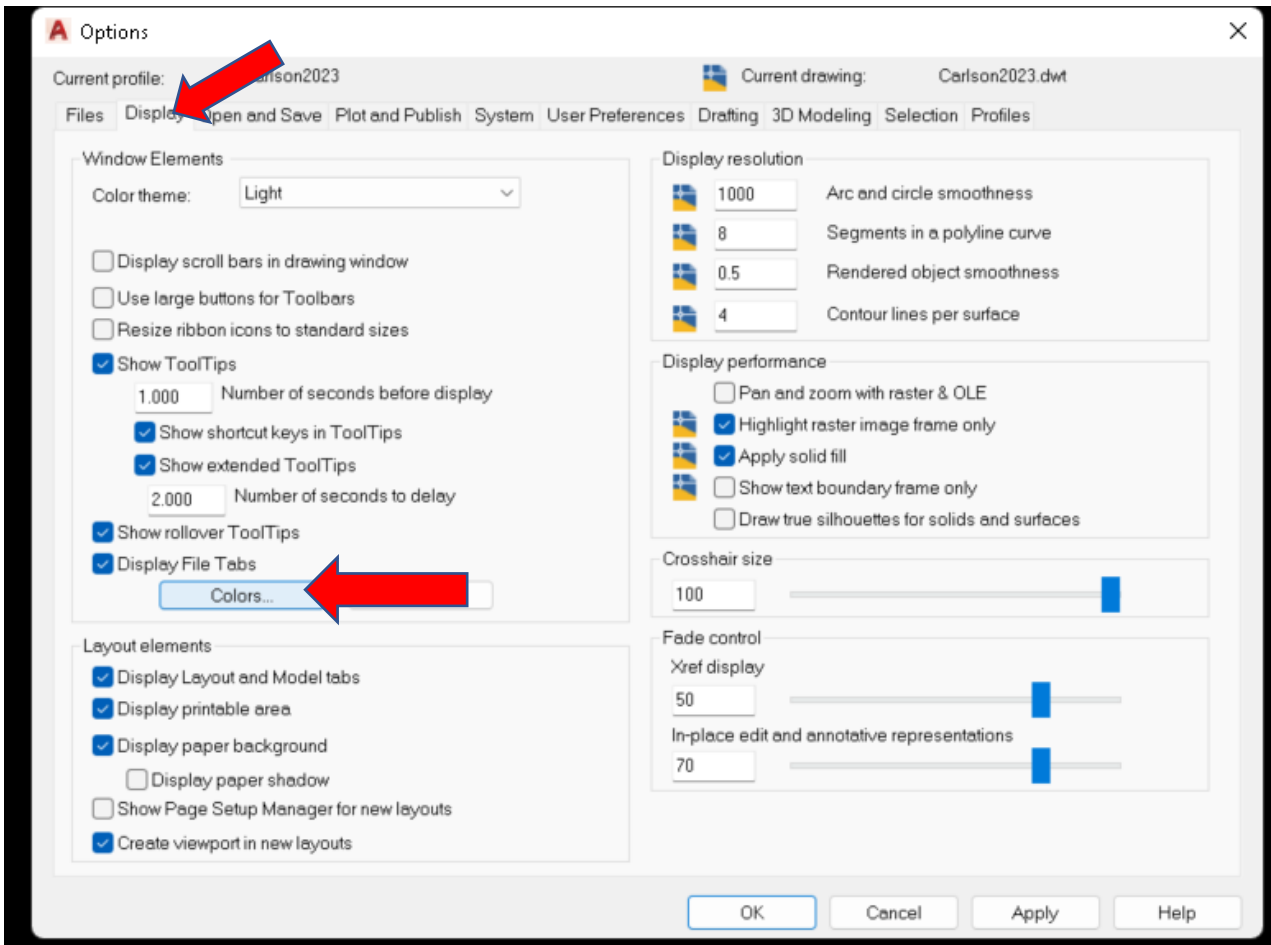 Options
Current profile: Carlson2023 Current drawing: Carlson2023.dwt
Files Display Open and Save Plot and Publish System User Preferences Drafting 3D Modeling Selection Profiles
Window Elements
Color theme: Light
Display scroll bars in drawing window
Use large buttons for Toolbars
Resize ribbon icons to standard sizes
Show ToolTips
1.000 Number of seconds before display
Show shortcut keys in ToolTips
Show extended ToolTips
2.000 Number of seconds to delay
Show rollover ToolTips
Display File Tabs
Colors...
Layout elements
Display Layout and Model tabs
Display printable area
Display paper background
Display paper shadow
Show Page Setup Manager for new layouts
Create viewport in new layouts
Display resolution
1000 Arc and circle smoothness
8 Segments in a polyline curve
0.5 Rendered object smoothness
4 Contour lines per surface
Display performance
Pan and zoom with raster & OLE
Highlight raster image frame only
Apply solid fill
Show text boundary frame only
Draw true silhouettes for solids and surfaces
Crosshair size
100
Fade control
Xref display
50
In-place edit and annotative representations
70
OK Cancel Apply Help